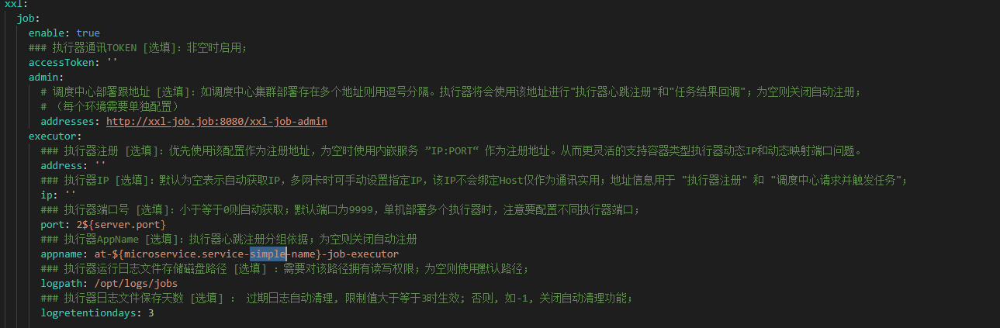 xxl:
job:
enable: true
### 执行器通讯TOKEN [选填]：非空时启用；
accessToken: ''
admin:
# 调度中心部署跟地址 [选填]：如调度中心集群部署存在多个地址则用逗号分隔。执行器将会使用该地址进行"执行器心跳注册"和"任务结果回调"；为空则关闭自动注册；
# （每个环境需要单独配置）
addresses: http://xxl-job.job:8080/xxl-job-admin
executor:
### 执行器注册 [选填]：优先使用该配置作为注册地址，为空时使用内嵌服务 ”IP:PORT“ 作为注册地址。从而更灵活的支持容器类型执行器动态IP和动态映射端口问题。
address: ''
### 执行器IP [选填]：默认为空表示自动获取IP，多网卡时可手动设置指定IP，该IP不会绑定Host仅作为通讯实用；地址信息用于 "执行器注册" 和 "调度中心请求并触发任务"；
ip: ''
### 执行器端口号 [选填]：小于等于0则自动获取；默认端口为9999，单机部署多个执行器时，注意要配置不同执行器端口；
port: 2${server.port}
### 执行器AppName [选填]：执行器心跳注册分组依据；为空则关闭自动注册
appname: at-${microservice.service-simple-name}-job-executor
### 执行器运行日志文件存储磁盘路径 [选填] ：需要对该路径拥有读写权限；为空则使用默认路径；
logpath: /opt/logs/jobs
### 执行器日志文件保存天数 [选填] ： 过期日志自动清理, 限制值大于等于3时生效; 否则, 如-1, 关闭自动清理功能；
logretentiondays: 3